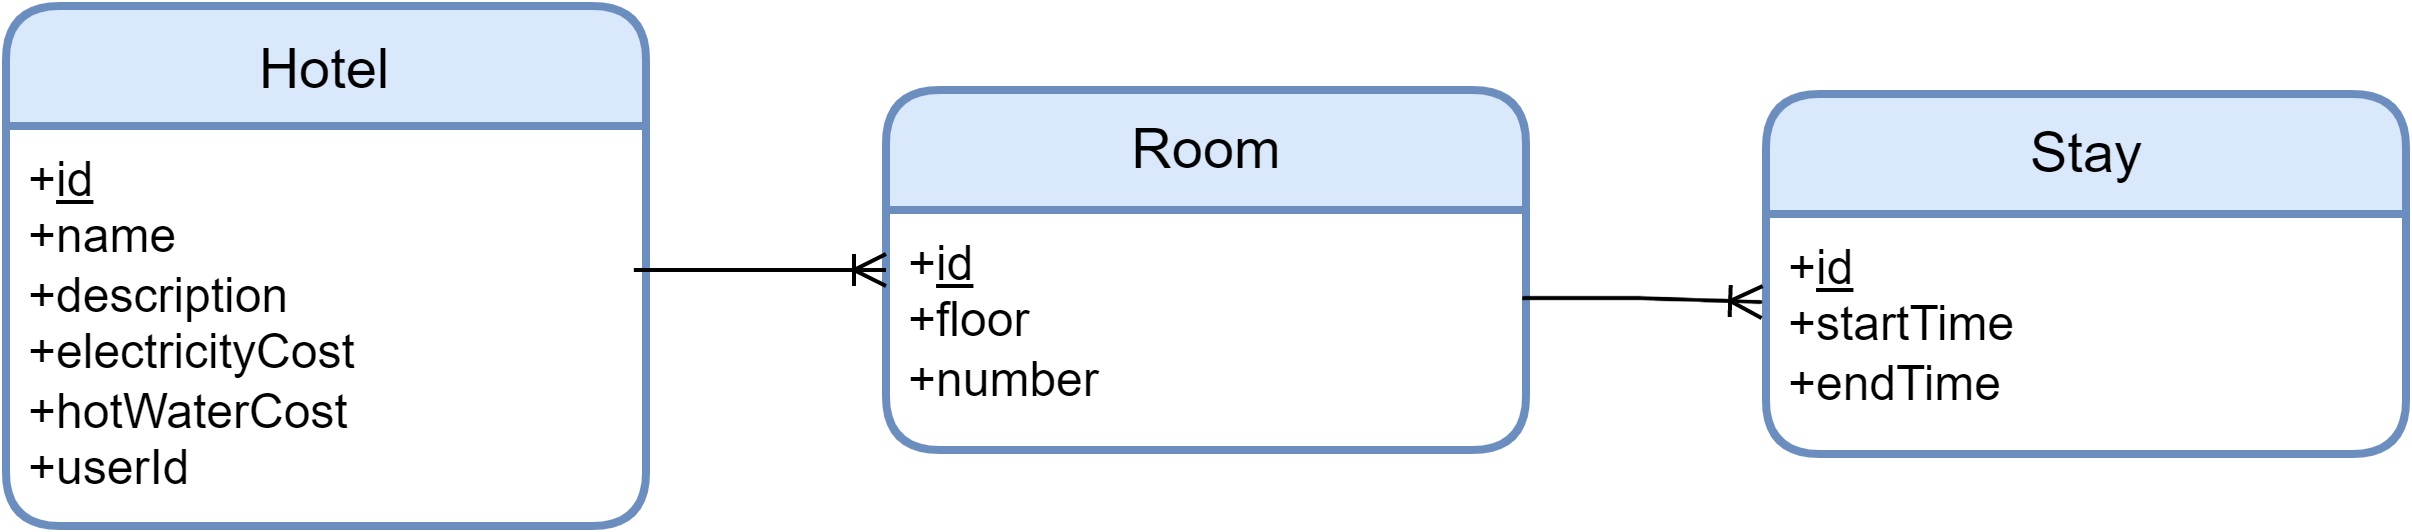 Hotel
+id
+name
+description
+electricityCost
+hotWaterCost
+userId
Room
+id
+floor
+number
Stay
+id
+startTime
+endTime